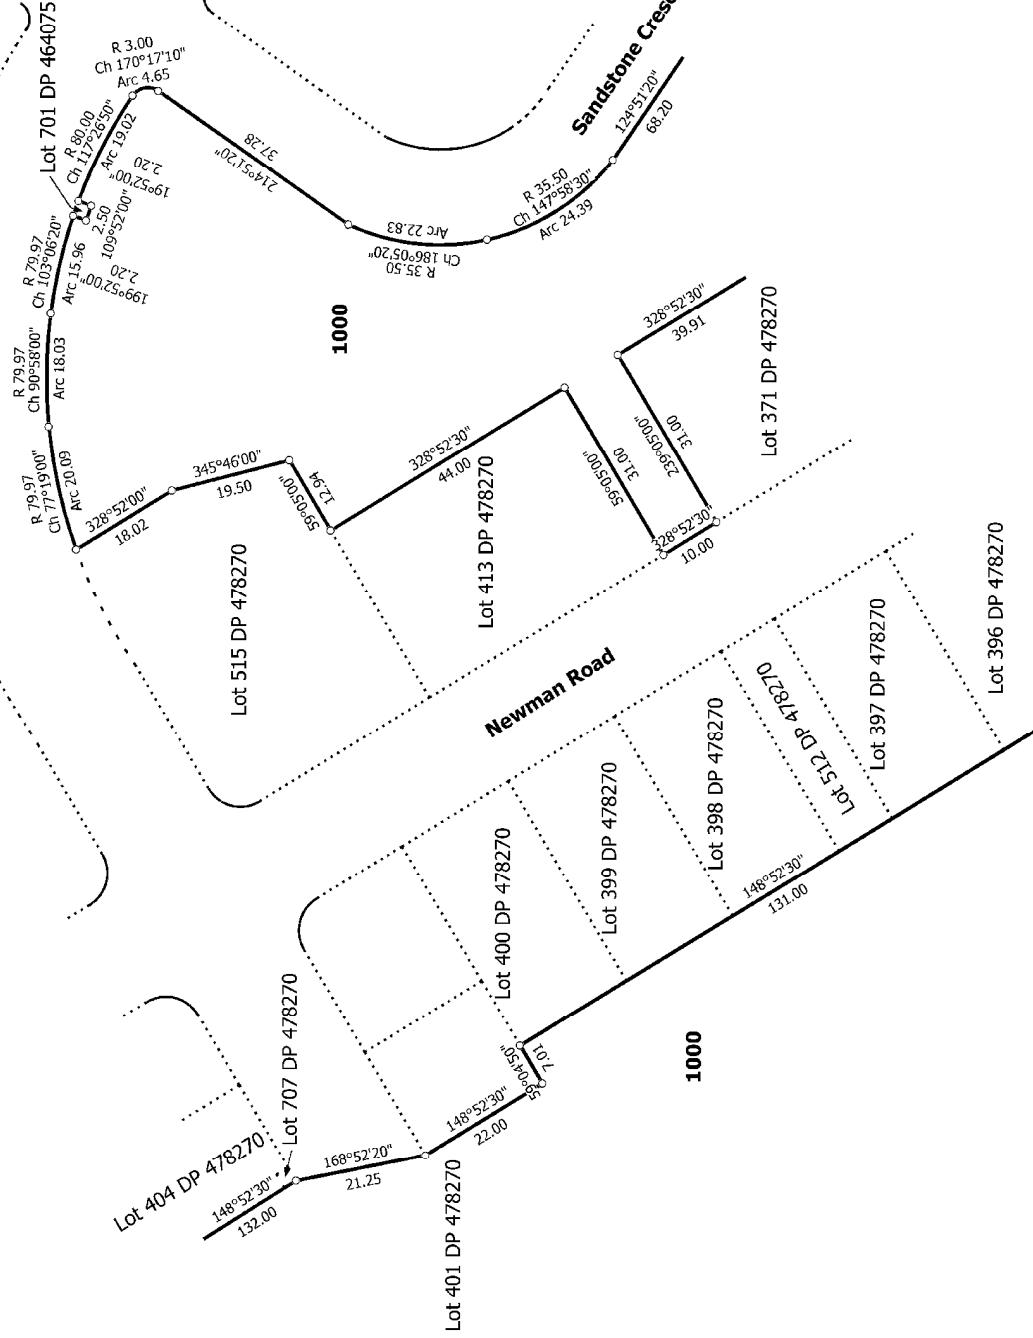 Lot 701 DP 464075
R 3.00
Ch 170°17'10"
Arc 4.65
R 80.00
Ch 117°26'50"
Arc 19.02
19°52'00"
2.20
2.50
109°52'00"
199°52'00"
2.20
R 79.97
Ch 103°06'20"
Arc 15.96
R 79.97
Ch 90°58'00"
Arc 18.03
R 79.97
Ch 77°19'00"
Arc 20.09
37.28
214°51'20"
Arc 22.83
Ch 186°05'20"
R 35.50
R 35.50
Ch 147°58'30"
Arc 24.39
Sandstone Cresc
124°51'20"
68.20
1000
328°52'00"
18.02
345°46'00"
19.50
59°05'00"
12.94
328°52'30"
44.00
59°05'00"
31.00
239°05'00"
31.00
328°52'30"
39.91
328°52'30"
10.00
Lot 371 DP 478270
Lot 413 DP 478270
Lot 515 DP 478270
Newman Road
Lot 396 DP 478270
Lot 397 DP 478270
Lot 512 DP 478270
Lot 398 DP 478270
Lot 399 DP 478270
Lot 400 DP 478270
148°52'30"
131.00
1000
59°04'50"
7.01
148°52'30"
22.00
168°52'20"
21.25
Lot 707 DP 478270
Lot 404 DP 478270
148°52'30"
132.00
Lot 401 DP 478270